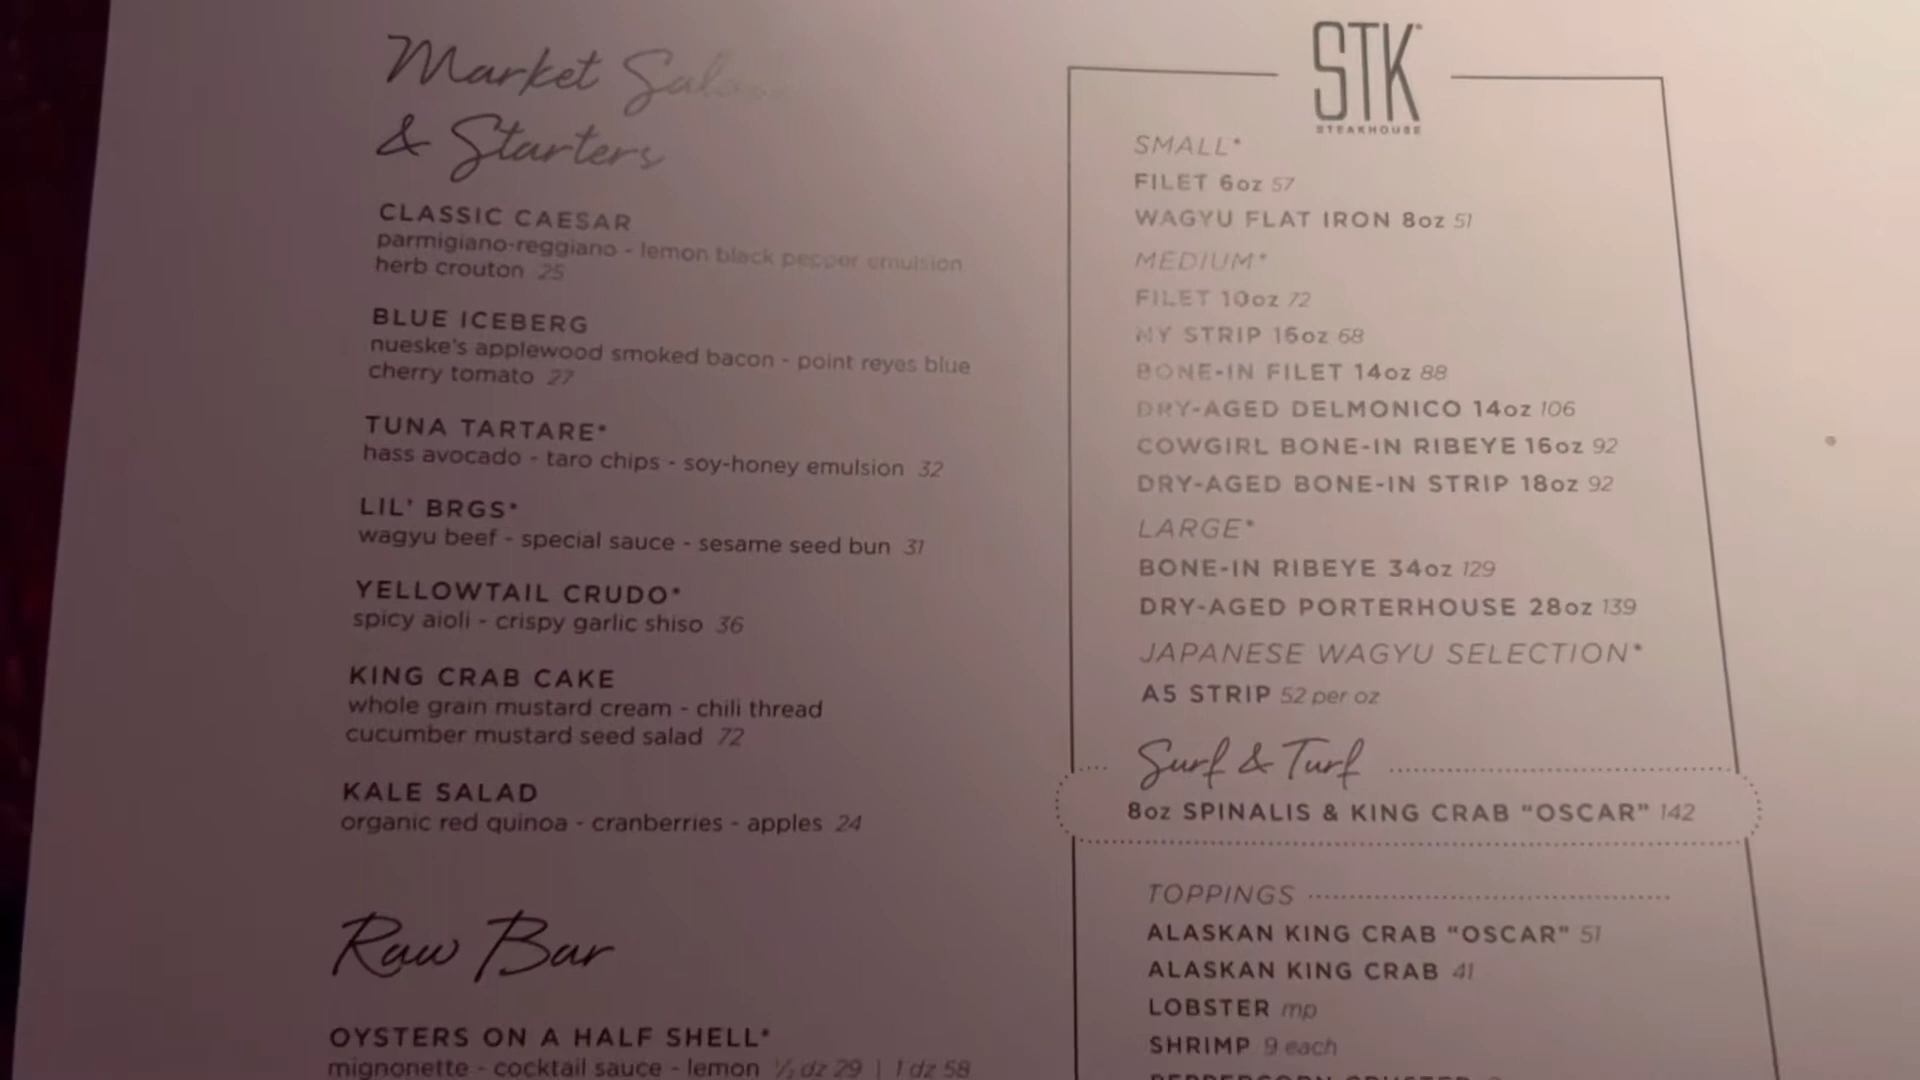 Market Salads
& Starters
CLASSIC CAESAR
parmigiano-reggiano - lemon black pepper emulsion
herb crouton 25
BLUE ICEBERG
nueske's applewood smoked bacon - point reyes blue
cherry tomato 27
TUNA TARTARE*
hass avocado - taro chips - soy-honey emulsion 32
LIL' BRGS*
wagyu beef - special sauce - sesame seed bun 31
YELLOWTAIL CRUDO*
spicy aioli - crispy garlic shiso 36
KING CRAB CAKE
whole grain mustard cream - chili thread
cucumber mustard seed salad 72
KALE SALAD
organic red quinoa - cranberries - apples 24
Raw Bar
OYSTERS ON A HALF SHELL*
mignonette - cocktail sauce - lemon ½ dz 29 | 1 dz 58
STK
STEAKHOUSE
SMALL*
FILET 6oz 57
WAGYU FLAT IRON 8oz 51
MEDIUM*
FILET 10oz 72
NY STRIP 16oz 68
BONE-IN FILET 14oz 88
DRY-AGED DELMONICO 14oz 106
COWGIRL BONE-IN RIBEYE 16oz 92
DRY-AGED BONE-IN STRIP 18oz 92
LARGE*
BONE-IN RIBEYE 34oz 129
DRY-AGED PORTERHOUSE 28oz 139
JAPANESE WAGYU SELECTION*
A5 STRIP 52 per oz
Surf & Turf
8oz SPINALIS & KING CRAB “OSCAR” 142
TOPPINGS
ALASKAN KING CRAB “OSCAR” 51
ALASKAN KING CRAB 41
LOBSTER mp
SHRIMP 9 each